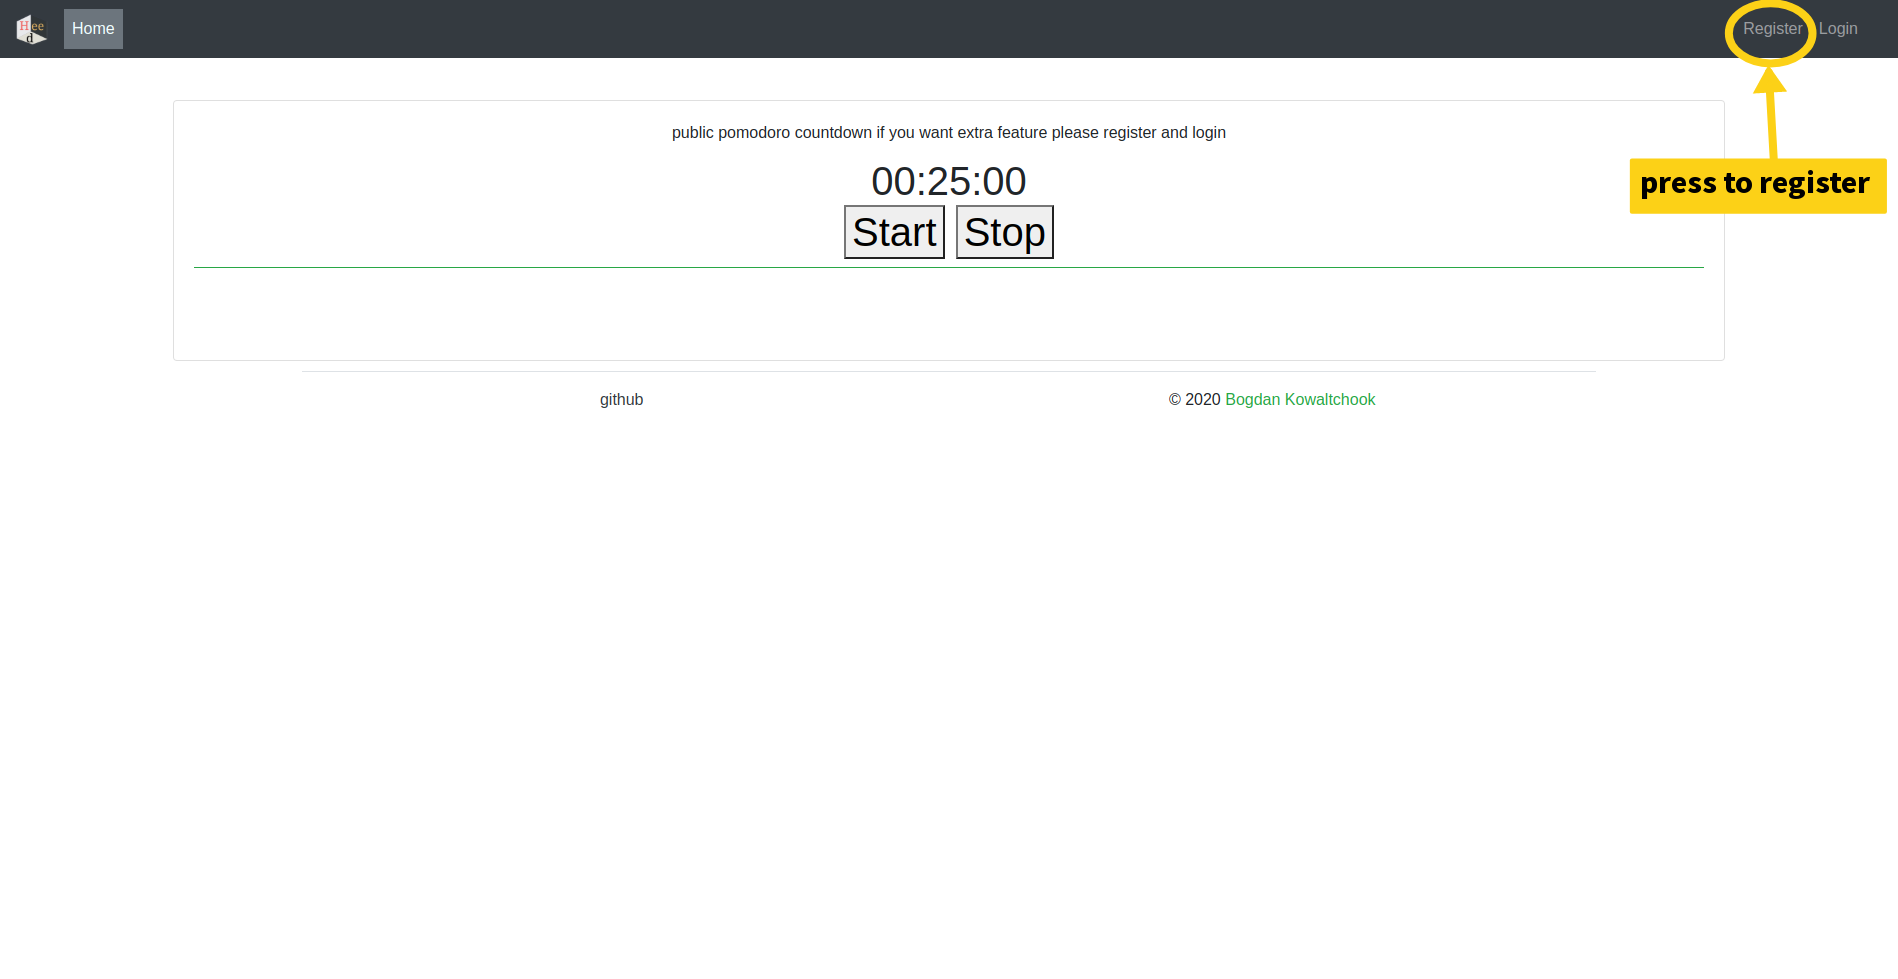 Hee
d
Home
Register
Login
public pomodoro countdown if you want extra feature please register and login
press to register
00:25:00
Start Stop
github
© 2020 Bogdan Kowaltchook